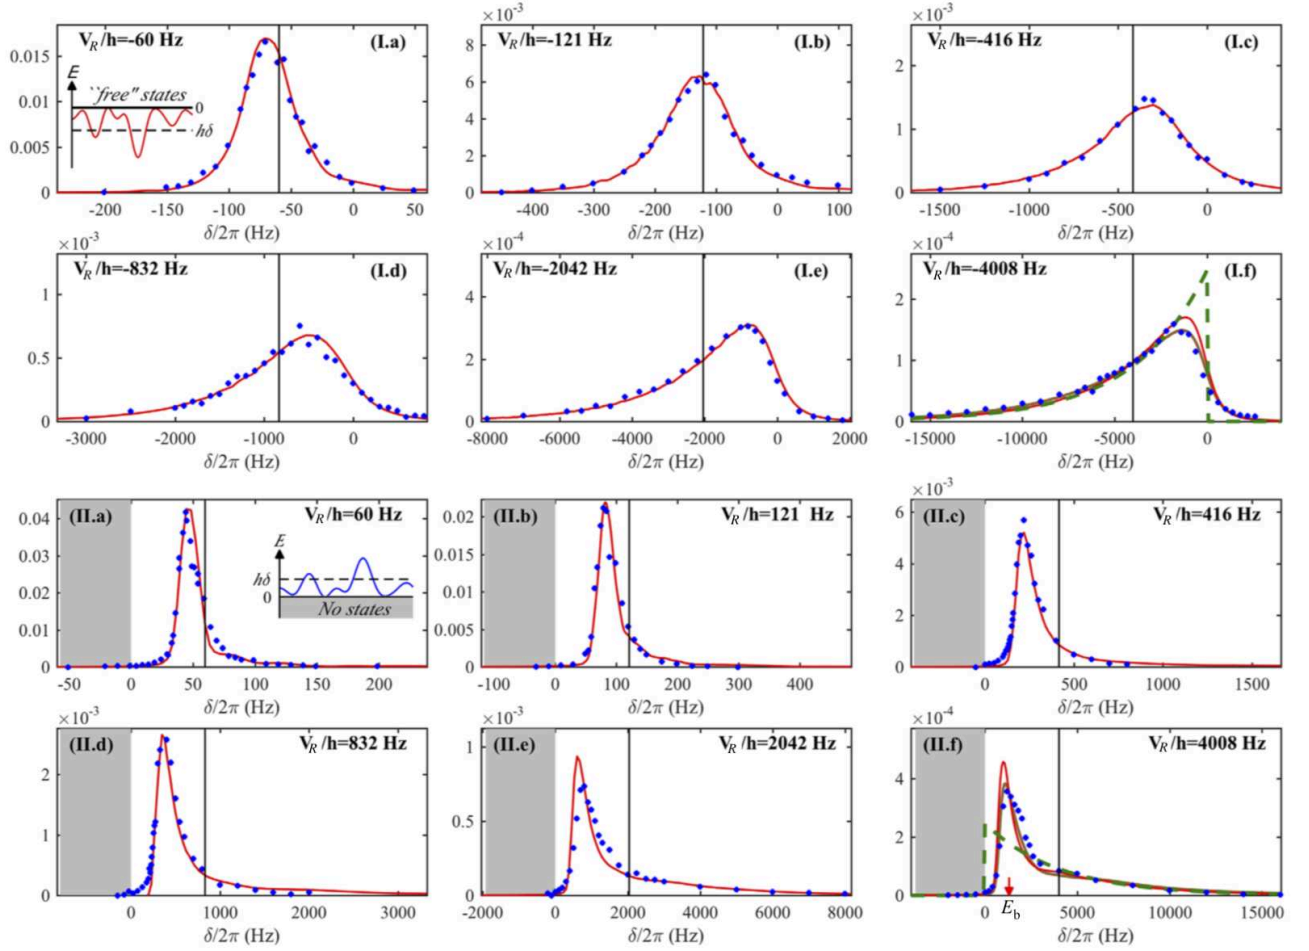 V_R/h=-60 Hz (I.a)
0.015
0.01
0.005
0
E
``free" states
0
hδ
-200 -150 -100 -50 0 50
δ/2π (Hz)
×10⁻³
V_R/h=-121 Hz (I.b)
8
6
4
2
0
-400 -300 -200 -100 0 100
δ/2π (Hz)
×10⁻³
V_R/h=-416 Hz (I.c)
2
1
0
-1500 -1000 -500 0
δ/2π (Hz)
×10⁻³
V_R/h=-832 Hz (I.d)
1
0.5
0
-3000 -2000 -1000 0
δ/2π (Hz)
×10⁻⁴
V_R/h=-2042 Hz (I.e)
4
2
0
-8000 -6000 -4000 -2000 0 2000
δ/2π (Hz)
×10⁻⁴
V_R/h=-4008 Hz (I.f)
2
1
0
-15000 -10000 -5000 0
δ/2π (Hz)
(II.a) V_R/h=60 Hz
0.04
0.03
0.02
0.01
0
E
hδ
0
No states
-50 0 50 100 150 200
δ/2π (Hz)
(II.b) V_R/h=121 Hz
0.02
0.015
0.01
0.005
0
-100 0 100 200 300 400
δ/2π (Hz)
×10⁻³
(II.c) V_R/h=416 Hz
6
4
2
0
0 500 1000 1500
δ/2π (Hz)
×10⁻³
(II.d) V_R/h=832 Hz
2
1
0
0 1000 2000 3000
δ/2π (Hz)
×10⁻³
(II.e) V_R/h=2042 Hz
1
0.5
0
-2000 0 2000 4000 6000 8000
δ/2π (Hz)
×10⁻⁴
(II.f) V_R/h=4008 Hz
4
2
0
0 5000 10000 15000
E_b
δ/2π (Hz)